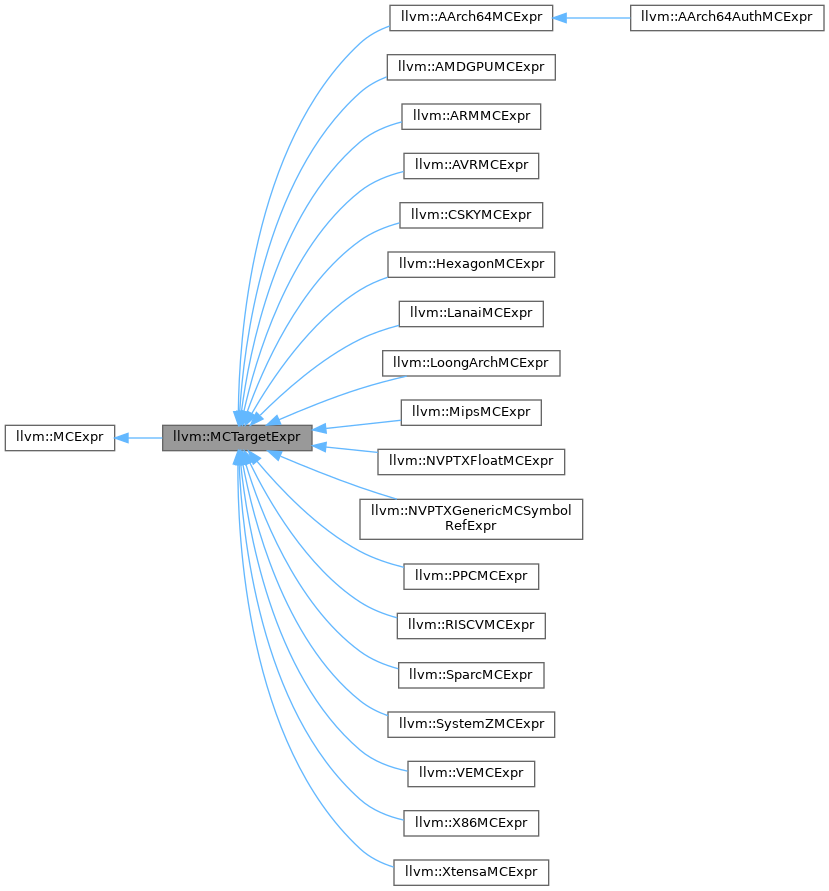 llvm::AArch64MCExpr
llvm::AArch64AuthMCExpr
llvm::AMDGPUMCExpr
llvm::ARMMCExpr
llvm::AVRMCExpr
llvm::CSKYMCExpr
llvm::HexagonMCExpr
llvm::LanaiMCExpr
llvm::LoongArchMCExpr
llvm::MipsMCExpr
llvm::MCExpr
llvm::MCTargetExpr
llvm::NVPTXFloatMCExpr
llvm::NVPTXGenericMCSymbol
RefExpr
llvm::PPCMCExpr
llvm::RISCVMCExpr
llvm::SparcMCExpr
llvm::SystemZMCExpr
llvm::VEMCExpr
llvm::X86MCExpr
llvm::XtensaMCExpr